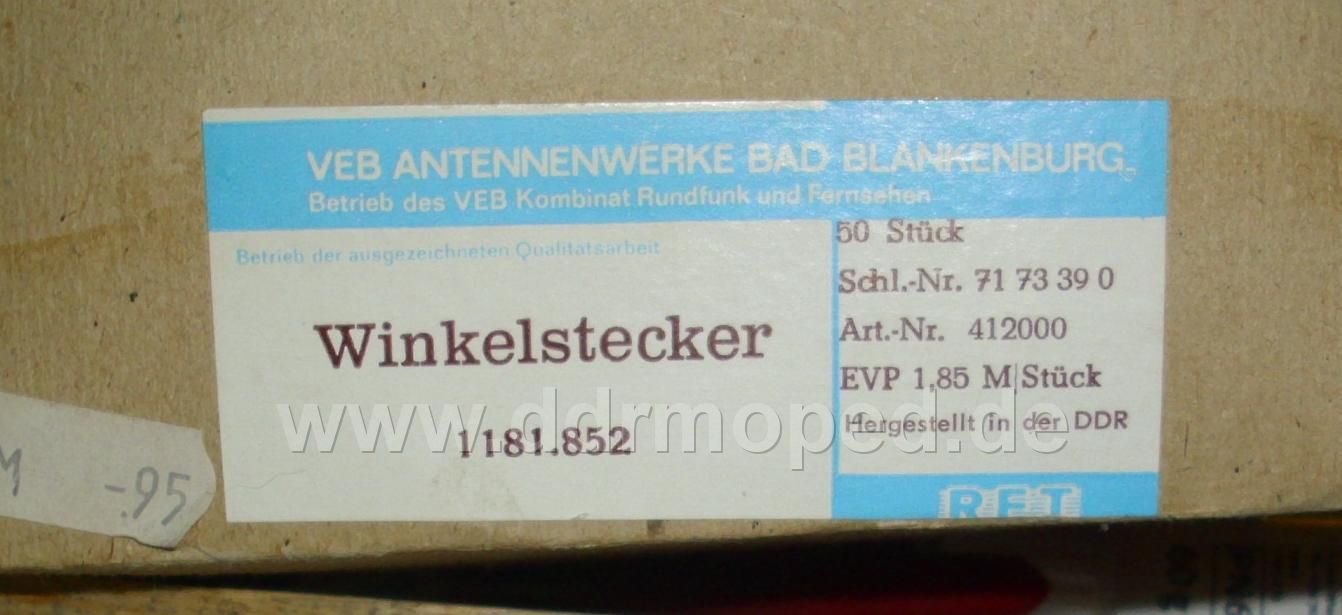 VEB ANTENNENWERKE BAD BLANKENBURG
Betrieb des VEB Kombinat Rundfunk und Fernsehen
Betrieb der ausgezeichneten Qualitätsarbeit
Winkelstecker
1181.852
50 Stück
Schl.-Nr. 71 73 39 0
Art.-Nr. 412000
EVP 1,85 M/Stück
Hergestellt in der DDR
RFT
www.ddrmoped.de
M -.95